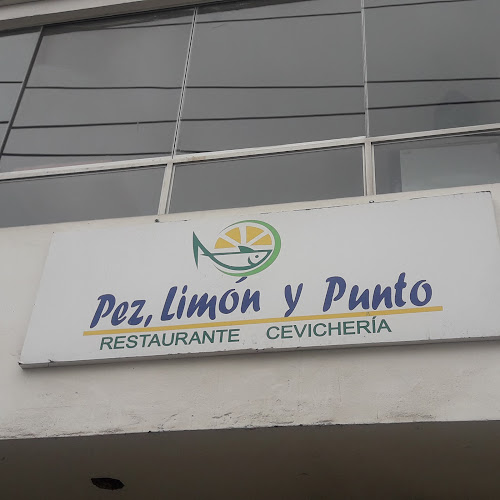 Pez, Limón y Punto
RESTAURANTE CEVICHERÍA